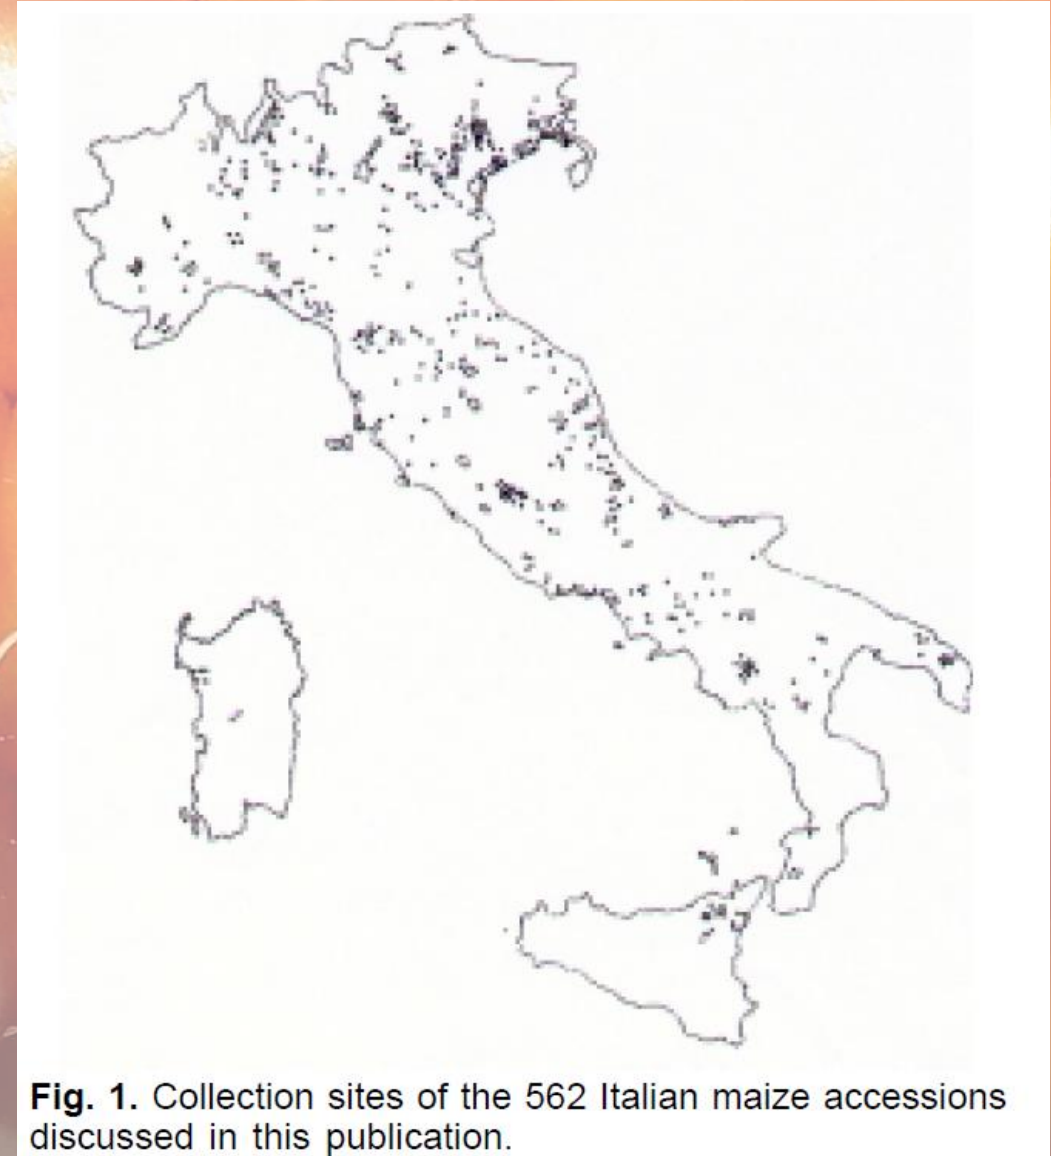 Fig. 1. Collection sites of the 562 Italian maize accessions
discussed in this publication.